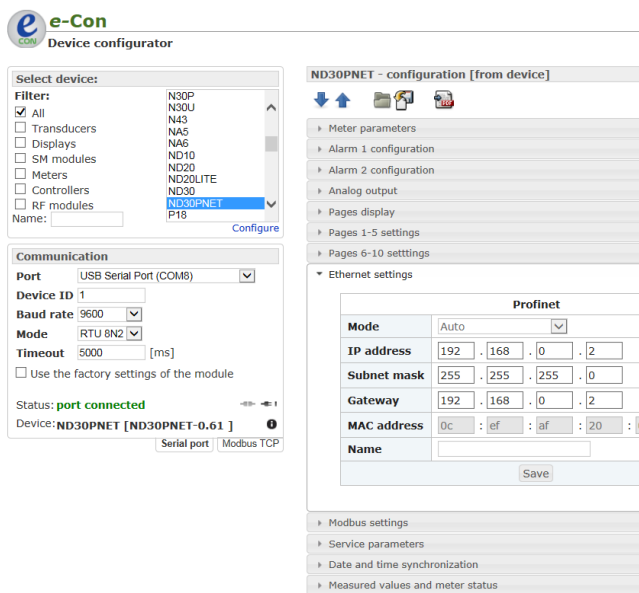 e-Con
CON
Device configurator
Select device:
Filter:
All
Transducers
Displays
SM modules
Meters
Controllers
RF modules
Name:
N30P
N30U
N43
NA5
NA6
ND10
ND20
ND20LITE
ND30
ND30PNET
P18
Configure
Communication
Port USB Serial Port (COM8)
Device ID 1
Baud rate 9600
Mode RTU 8N2
Timeout 5000 [ms]
Use the factory settings of the module
Status: port connected
Device: ND30PNET [ND30PNET-0.61 ]
Serial port Modbus TCP
ND30PNET - configuration [from device]
PDF
Meter parameters
Alarm 1 configuration
Alarm 2 configuration
Analog output
Pages display
Pages 1-5 settings
Pages 6-10 setttings
Ethernet settings
Profinet
Mode Auto
IP address 192 . 168 . 0 . 2
Subnet mask 255 . 255 . 255 . 0
Gateway 192 . 168 . 0 . 2
MAC address 0c : ef : af : 20 :
Name
Save
Modbus settings
Service parameters
Date and time synchronization
Measured values and meter status